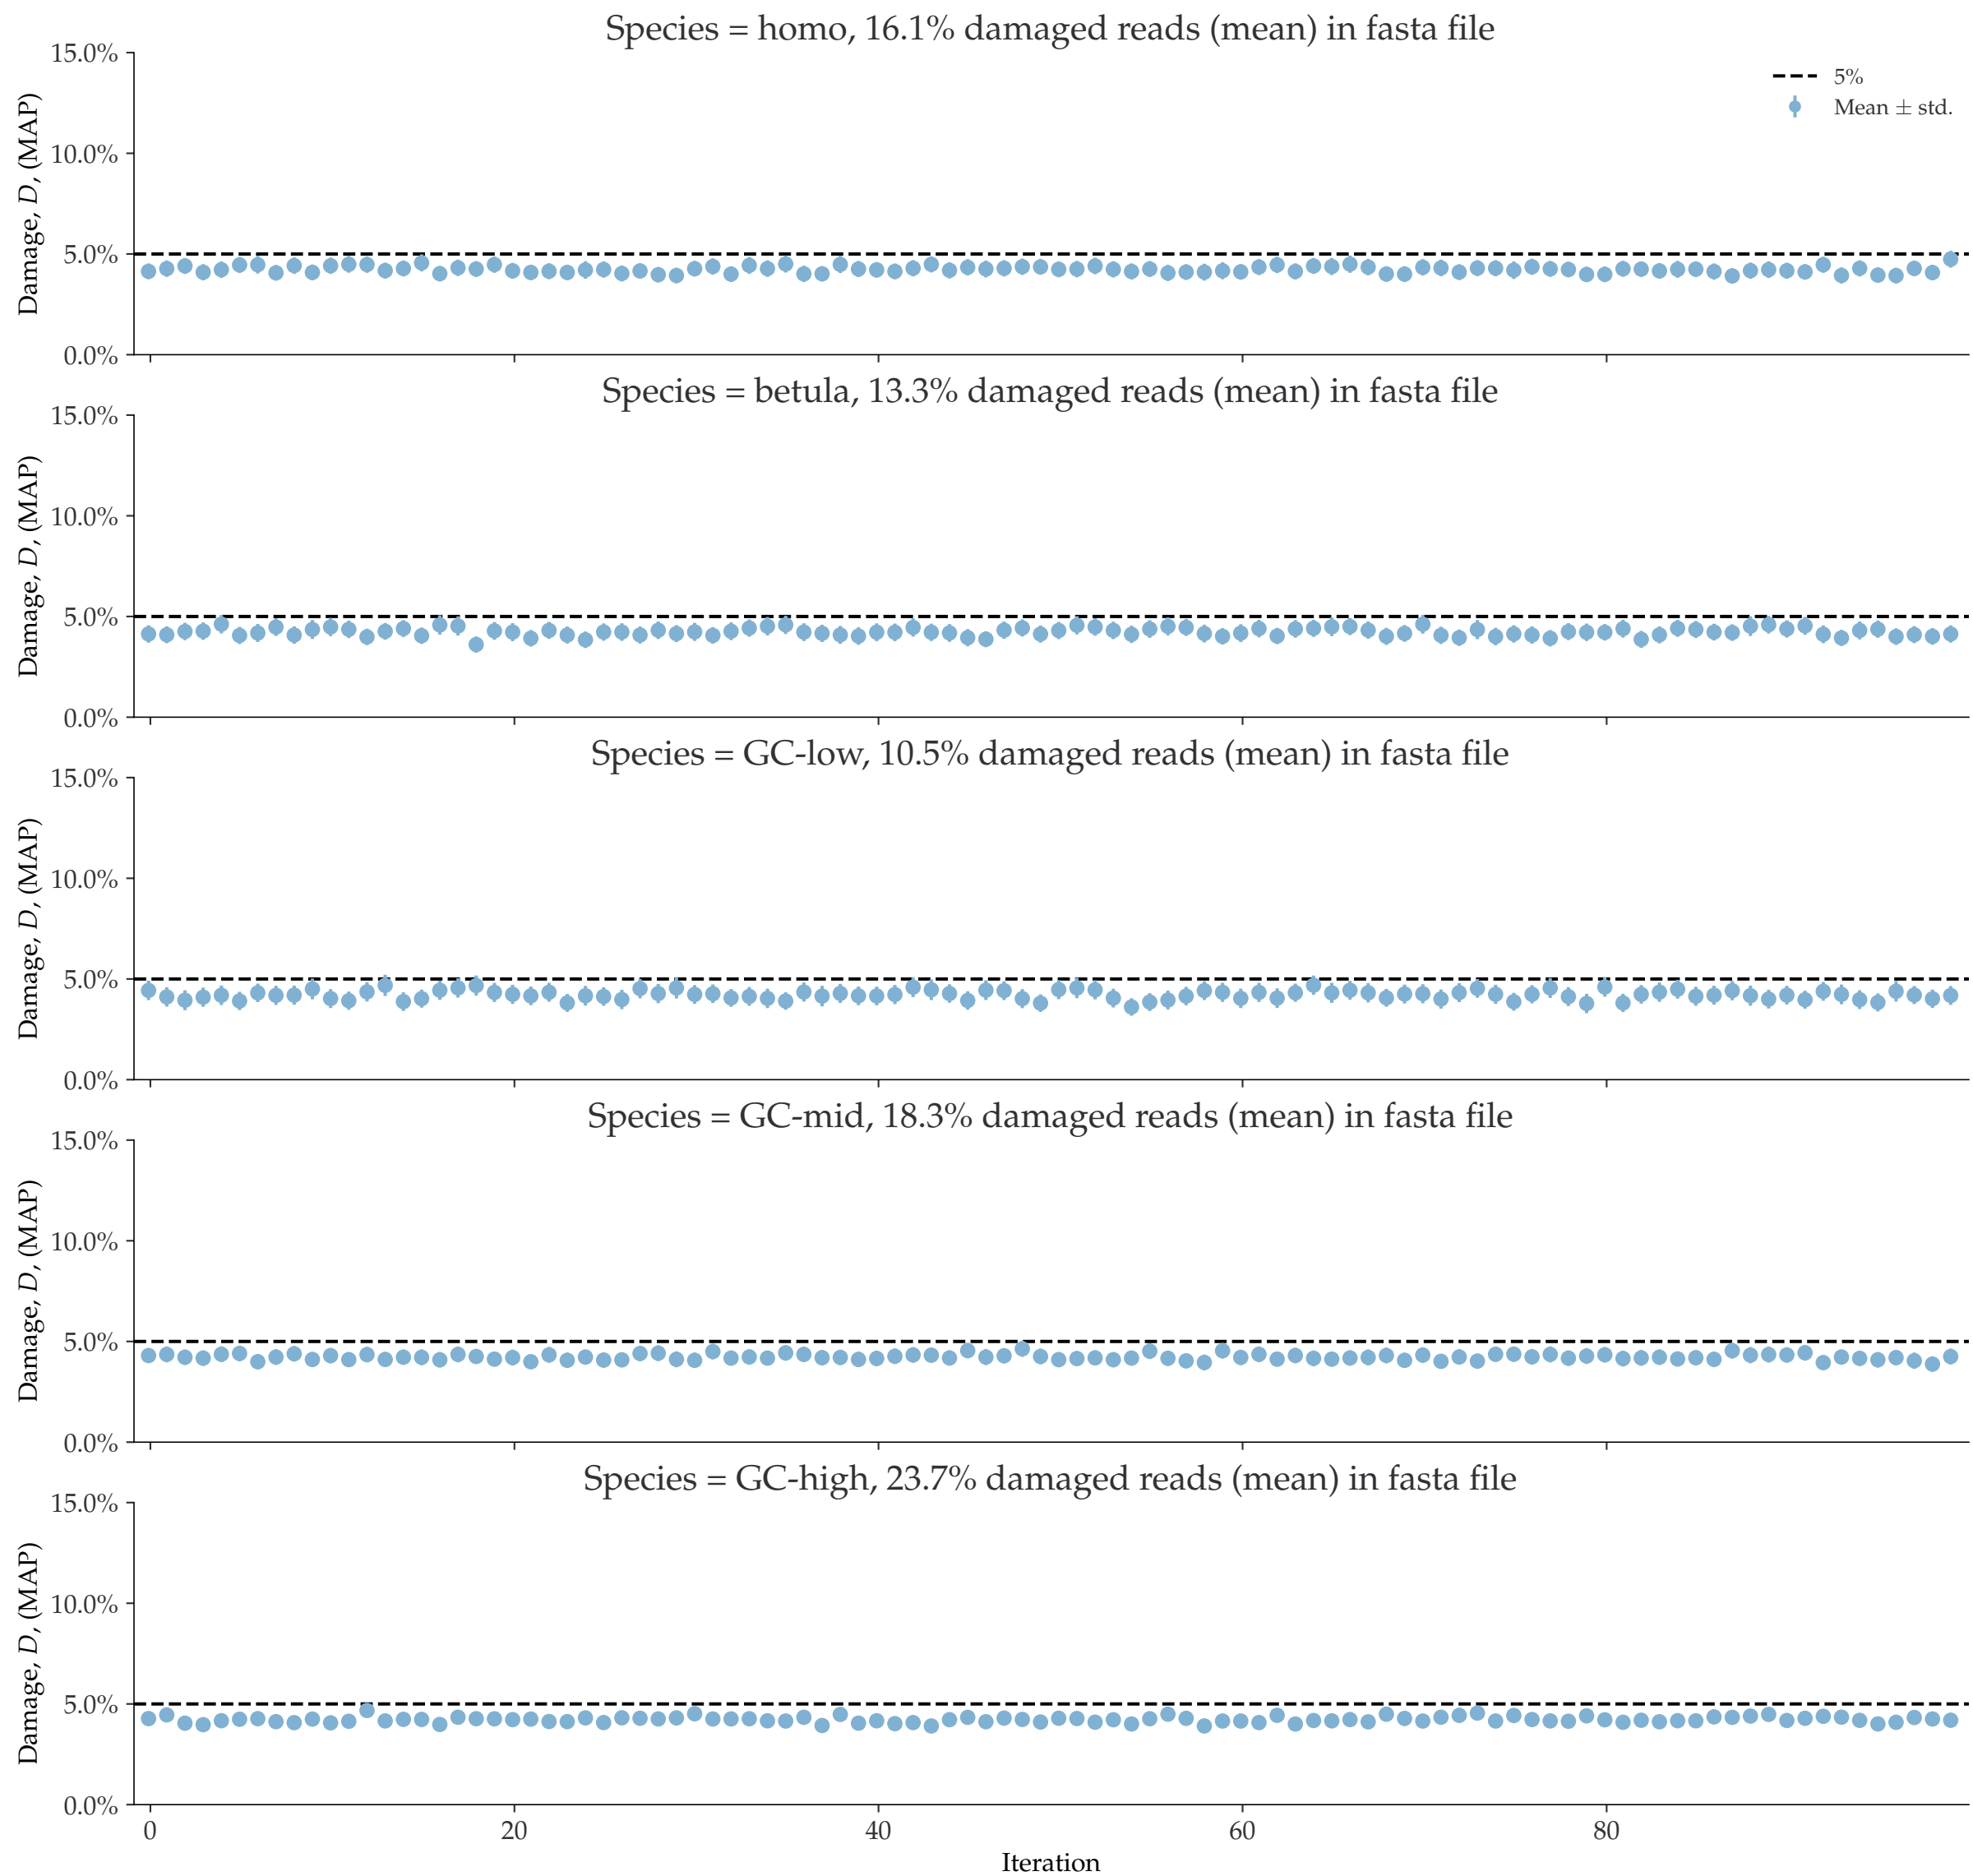 Species = homo, 16.1% damaged reads (mean) in fasta file
15.0%
10.0%
5.0%
0.0%
Damage, D, (MAP)
5%
Mean ± std.
Species = betula, 13.3% damaged reads (mean) in fasta file
15.0%
10.0%
5.0%
0.0%
Damage, D, (MAP)
Species = GC-low, 10.5% damaged reads (mean) in fasta file
15.0%
10.0%
5.0%
0.0%
Damage, D, (MAP)
Species = GC-mid, 18.3% damaged reads (mean) in fasta file
15.0%
10.0%
5.0%
0.0%
Damage, D, (MAP)
Species = GC-high, 23.7% damaged reads (mean) in fasta file
15.0%
10.0%
5.0%
0.0%
Damage, D, (MAP)
0 20 40 60 80
Iteration